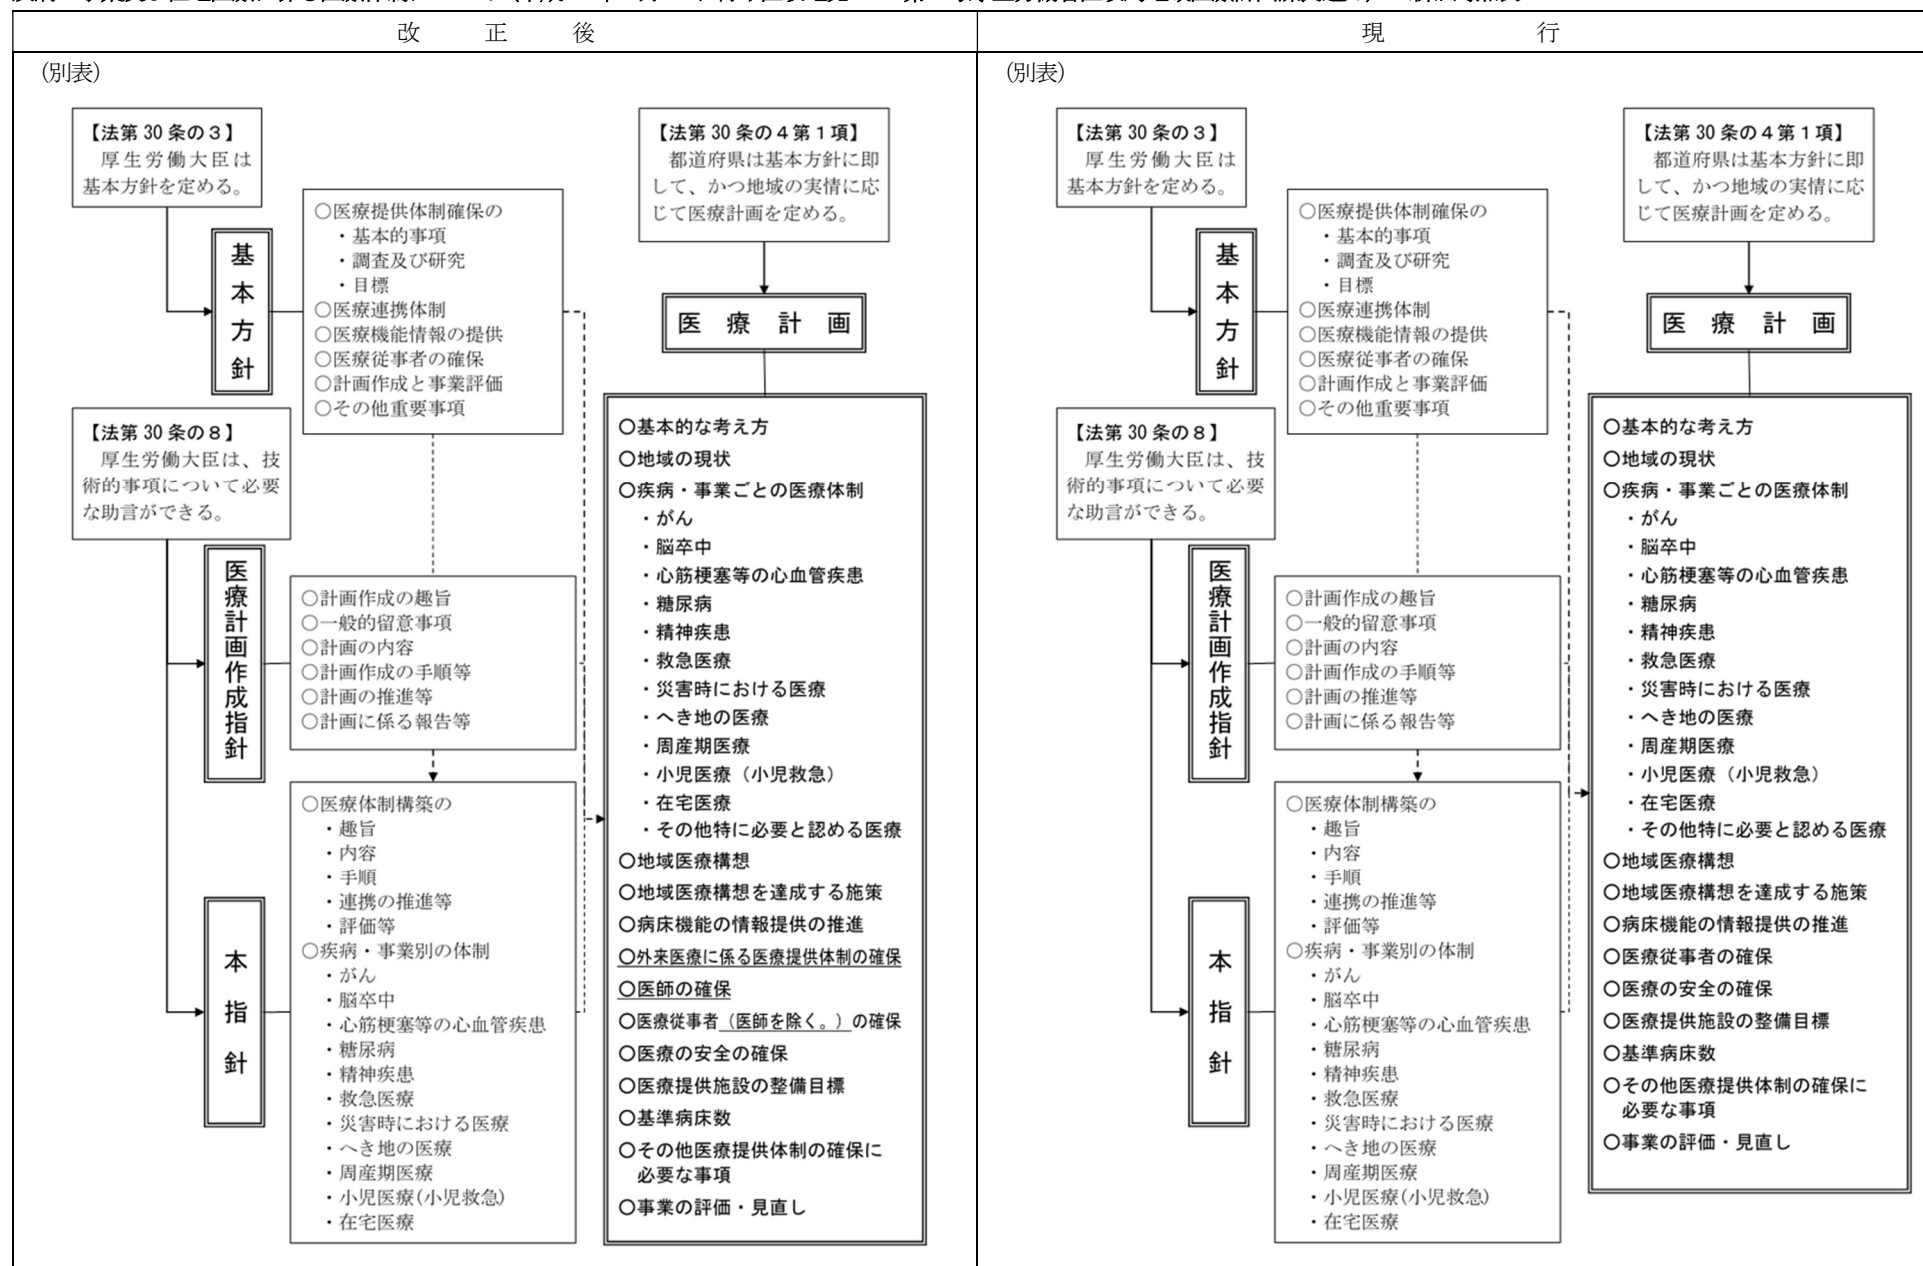 改正後
（別表）
【法第30条の３】
厚生労働大臣は
基本方針を定める。
基本方針
○医療提供体制確保の
・基本的事項
・調査及び研究
・目標
○医療連携体制
○医療機能情報の提供
○医療従事者の確保
○計画作成と事業評価
○その他重要事項
【法第30条の８】
厚生労働大臣は、技
術的事項について必要
な助言ができる。
医療計画作成指針
○計画作成の趣旨
○一般的留意事項
○計画の内容
○計画作成の手順等
○計画の推進等
○計画に係る報告等
本指針
○医療体制構築の
・趣旨
・内容
・手順
・連携の推進等
・評価等
○疾病・事業別の体制
・がん
・脳卒中
・心筋梗塞等の心血管疾患
・糖尿病
・精神疾患
・救急医療
・災害時における医療
・へき地の医療
・周産期医療
・小児医療(小児救急)
・在宅医療
【法第30条の４第１項】
都道府県は基本方針に即
して、かつ地域の実情に応
じて医療計画を定める。
医療計画
○基本的な考え方
○地域の現状
○疾病・事業ごとの医療体制
・がん
・脳卒中
・心筋梗塞等の心血管疾患
・糖尿病
・精神疾患
・救急医療
・災害時における医療
・へき地の医療
・周産期医療
・小児医療（小児救急）
・在宅医療
・その他特に必要と認める医療
○地域医療構想
○地域医療構想を達成する施策
○病床機能の情報提供の推進
○外来医療に係る医療提供体制の確保
○医師の確保
○医療従事者（医師を除く。）の確保
○医療の安全の確保
○医療提供施設の整備目標
○基準病床数
○その他医療提供体制の確保に
必要な事項
○事業の評価・見直し
現行
（別表）
【法第30条の３】
厚生労働大臣は
基本方針を定める。
基本方針
○医療提供体制確保の
・基本的事項
・調査及び研究
・目標
○医療連携体制
○医療機能情報の提供
○医療従事者の確保
○計画作成と事業評価
○その他重要事項
【法第30条の８】
厚生労働大臣は、技
術的事項について必要
な助言ができる。
医療計画作成指針
○計画作成の趣旨
○一般的留意事項
○計画の内容
○計画作成の手順等
○計画の推進等
○計画に係る報告等
本指針
○医療体制構築の
・趣旨
・内容
・手順
・連携の推進等
・評価等
○疾病・事業別の体制
・がん
・脳卒中
・心筋梗塞等の心血管疾患
・糖尿病
・精神疾患
・救急医療
・災害時における医療
・へき地の医療
・周産期医療
・小児医療(小児救急)
・在宅医療
【法第30条の４第１項】
都道府県は基本方針に即
して、かつ地域の実情に応
じて医療計画を定める。
医療計画
○基本的な考え方
○地域の現状
○疾病・事業ごとの医療体制
・がん
・脳卒中
・心筋梗塞等の心血管疾患
・糖尿病
・精神疾患
・救急医療
・災害時における医療
・へき地の医療
・周産期医療
・小児医療（小児救急）
・在宅医療
・その他特に必要と認める医療
○地域医療構想
○地域医療構想を達成する施策
○病床機能の情報提供の推進
○医療従事者の確保
○医療の安全の確保
○医療提供施設の整備目標
○基準病床数
○その他医療提供体制の確保に
必要な事項
○事業の評価・見直し